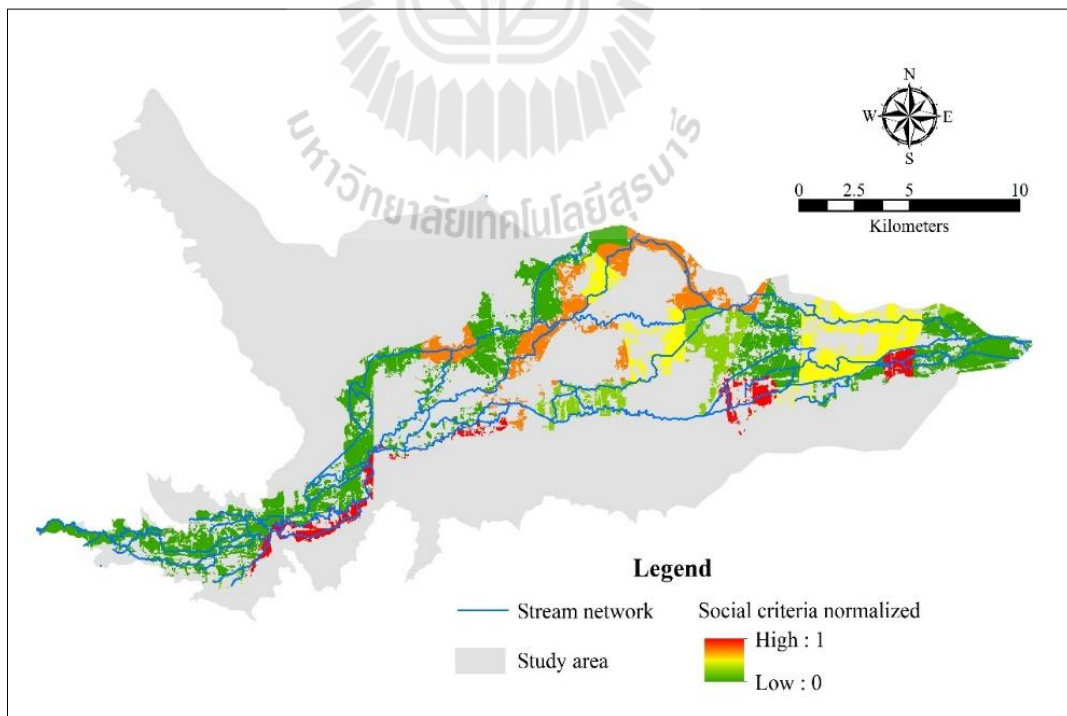 มหาวิทยาลัยเทคโนโลยีสุรนารี
N
W E
S
0 2.5 5 10
Kilometers
Legend
Stream network
Study area
Social criteria normalized
High : 1
Low : 0